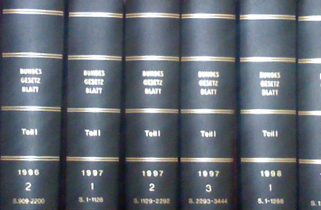 BUNDES
GESETZ
BLATT
Teil I
1996
2
S. 909-2200
BUNDES
GESETZ
BLATT
Teil I
1997
1
S. 1-1128
BUNDES
GESETZ
BLATT
Teil I
1997
2
S. 1129-2292
BUNDES
GESETZ
BLATT
Teil I
1997
3
S. 2293-3444
BUNDES
GESETZ
BLATT
Teil I
1998
1